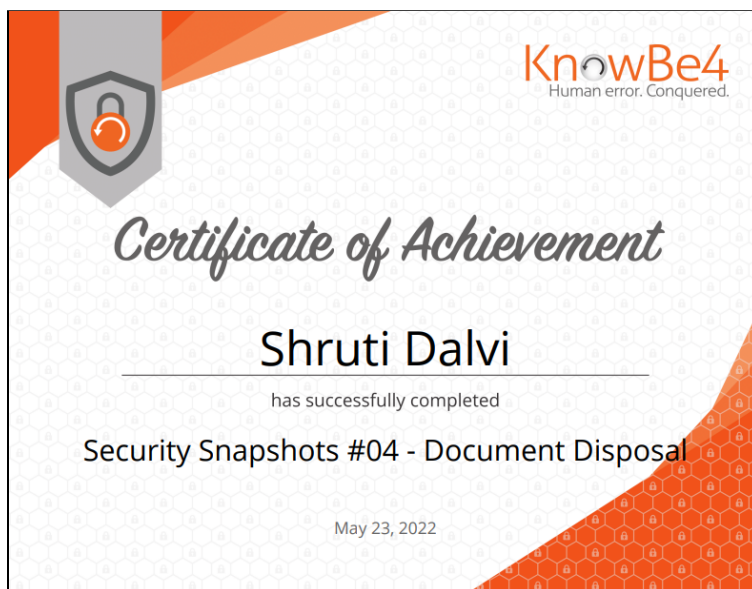 KnowBe4
Human error. Conquered.
Certificate of Achievement
Shruti Dalvi
has successfully completed
Security Snapshots #04 - Document Disposal
May 23, 2022